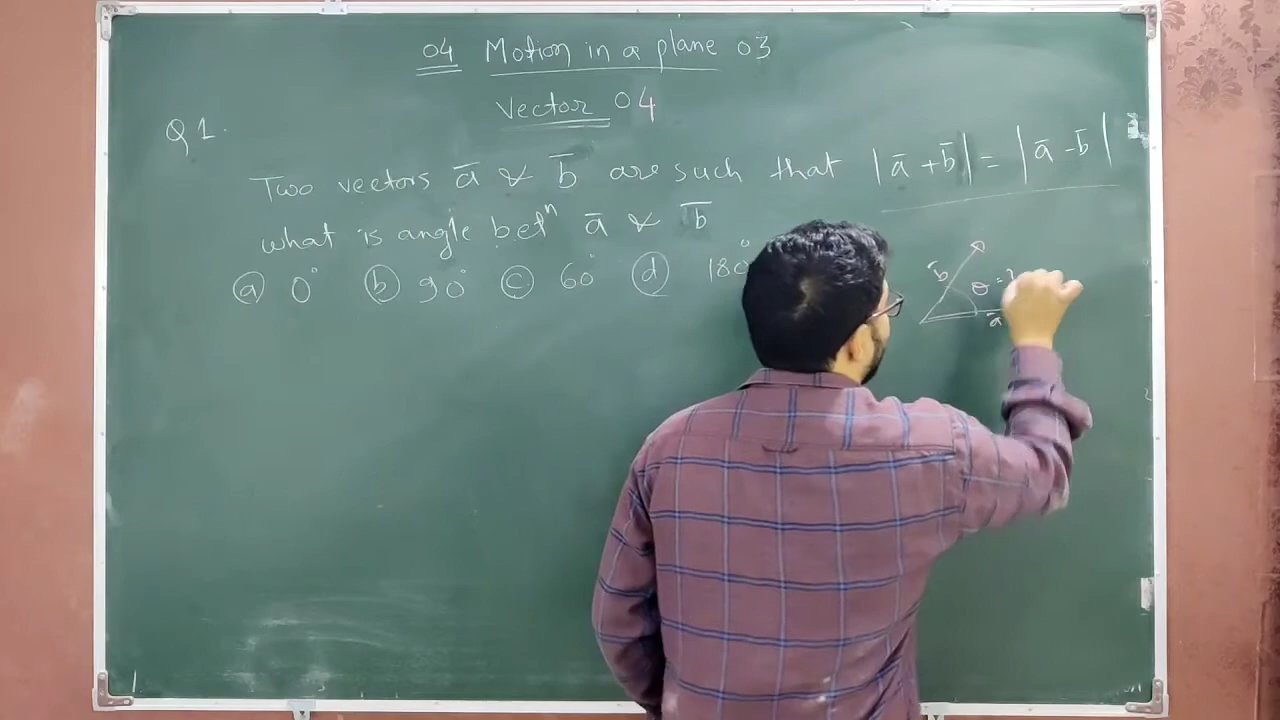 04 Motion in a plane 03
Vector 04
Q 1.
Two vectors a̅ & b̅ are such that |a̅ + b̅| = |a̅ - b̅|
what is angle betⁿ a̅ & b̅
ⓐ 0° ⓑ 90° ⓒ 60° ⓓ 180°
b̅ θ = ?
a̅